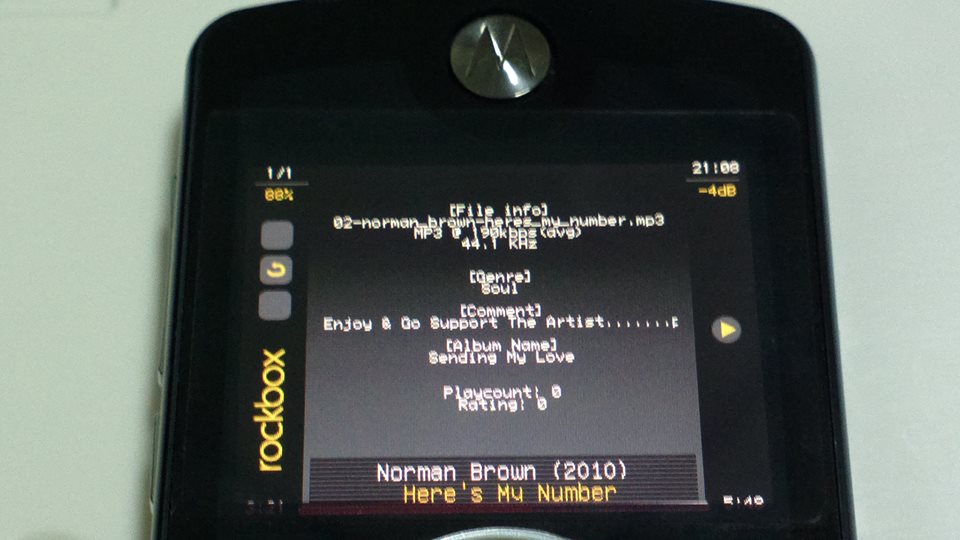 1/1
21:08
88%
-4dB
[File info]
02-norman_brown-heres_my_number.mp3
MP3 @ 190kbps(avg)
44.1 KHz
[Genre]
Soul
[Comment]
Enjoy & Go Support The Artist.......
[Album Name]
Sending My Love
Playcount: 0
Rating: 0
rockbox
Norman Brown (2010)
Here's My Number
5:49